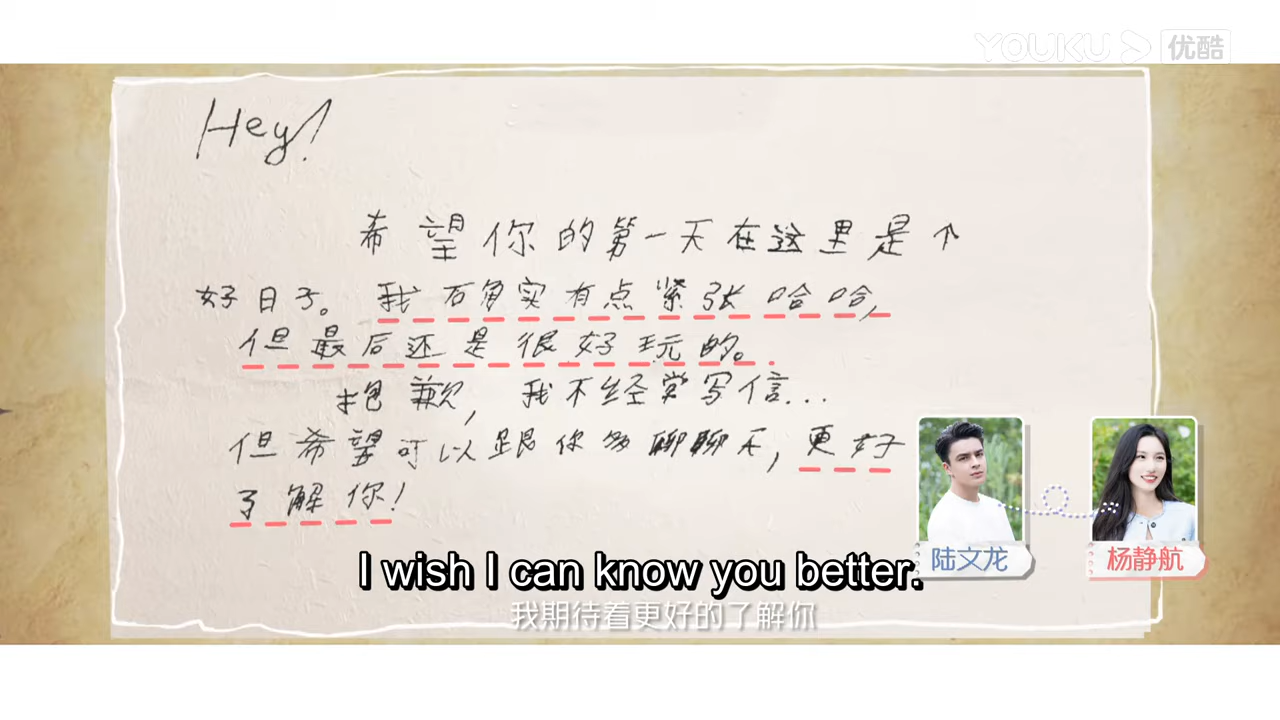 YOUKU 优酷
Hey!
希望你的第一天在这里是个
好日子。我确实有点紧张哈哈,
但最后还是很好玩的。
抱歉,我不经常写信...
但希望可以跟你多聊聊天,更好
了解你!
陆文龙
杨静航
I wish I can know you better.
我期待着更好的了解你